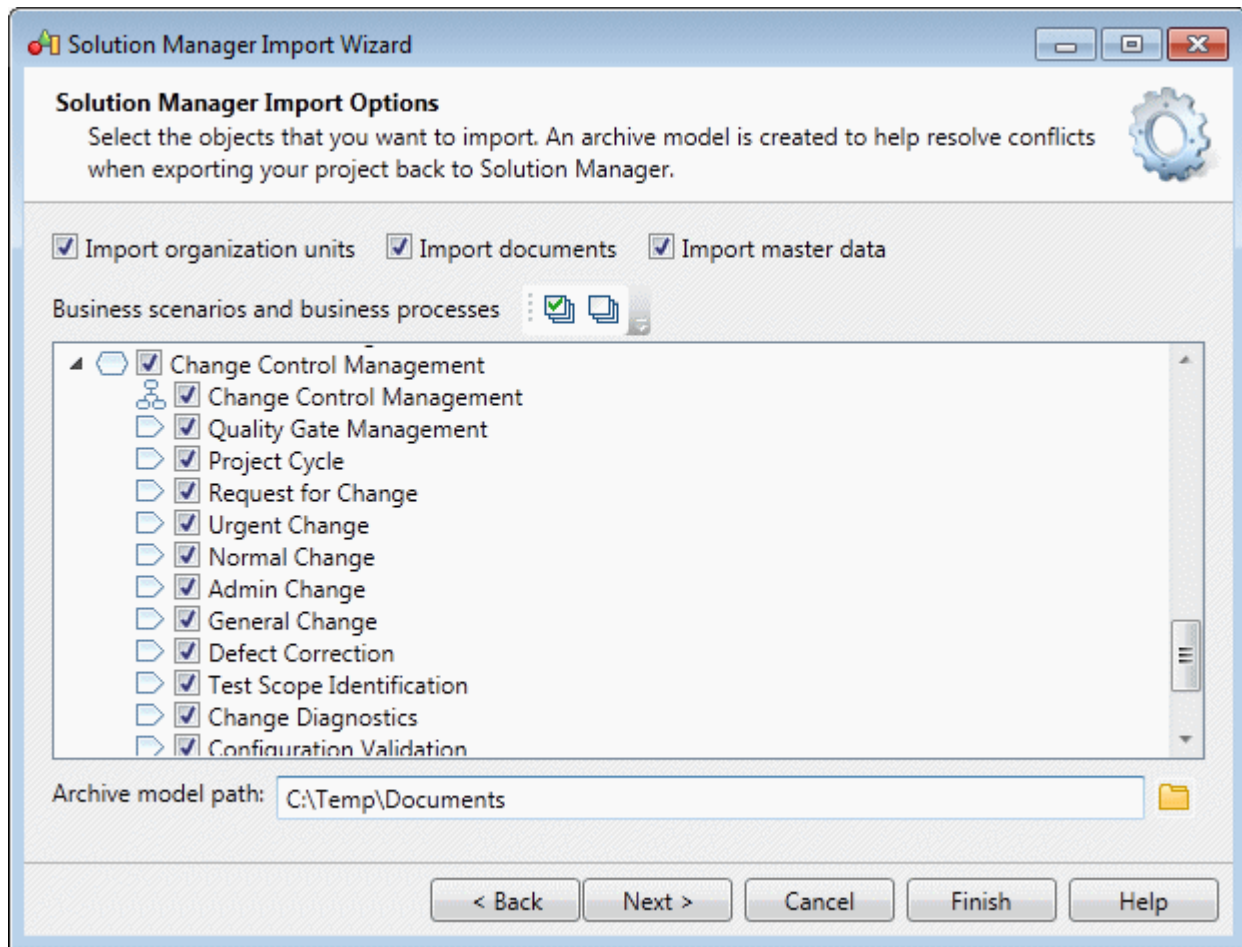 Solution Manager Import Wizard
Solution Manager Import Options
Select the objects that you want to import. An archive model is created to help resolve conflicts
when exporting your project back to Solution Manager.
Import organization units Import documents Import master data
Business scenarios and business processes
Change Control Management
Change Control Management
Quality Gate Management
Project Cycle
Request for Change
Urgent Change
Normal Change
Admin Change
General Change
Defect Correction
Test Scope Identification
Change Diagnostics
Configuration Validation
Archive model path: C:\Temp\Documents
< Back Next > Cancel Finish Help